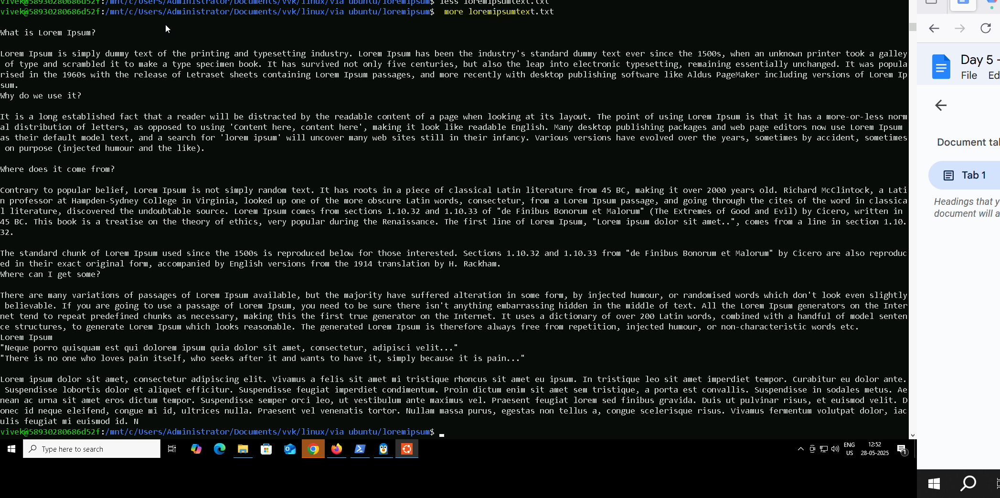 vivek@58930280686d52f:/mnt/c/Users/Administrator/Documents/vvk/linux/via ubuntu/loremipsum$ less loremipsumtext.txt
vivek@58930280686d52f:/mnt/c/Users/Administrator/Documents/vvk/linux/via ubuntu/loremipsum$  more loremipsumtext.txt
What is Lorem Ipsum?
Lorem Ipsum is simply dummy text of the printing and typesetting industry. Lorem Ipsum has been the industry's standard dummy text ever since the 1500s, when an unknown printer took a galley
 of type and scrambled it to make a type specimen book. It has survived not only five centuries, but also the leap into electronic typesetting, remaining essentially unchanged. It was popula
rised in the 1960s with the release of Letraset sheets containing Lorem Ipsum passages, and more recently with desktop publishing software like Aldus PageMaker including versions of Lorem Ip
sum.
Why do we use it?
It is a long established fact that a reader will be distracted by the readable content of a page when looking at its layout. The point of using Lorem Ipsum is that it has a more-or-less norm
al distribution of letters, as opposed to using 'Content here, content here', making it look like readable English. Many desktop publishing packages and web page editors now use Lorem Ipsum
as their default model text, and a search for 'lorem ipsum' will uncover many web sites still in their infancy. Various versions have evolved over the years, sometimes by accident, sometimes
 on purpose (injected humour and the like).
Where does it come from?
Contrary to popular belief, Lorem Ipsum is not simply random text. It has roots in a piece of classical Latin literature from 45 BC, making it over 2000 years old. Richard McClintock, a Lati
n professor at Hampden-Sydney College in Virginia, looked up one of the more obscure Latin words, consectetur, from a Lorem Ipsum passage, and going through the cites of the word in classica
l literature, discovered the undoubtable source. Lorem Ipsum comes from sections 1.10.32 and 1.10.33 of "de Finibus Bonorum et Malorum" (The Extremes of Good and Evil) by Cicero, written in
45 BC. This book is a treatise on the theory of ethics, very popular during the Renaissance. The first line of Lorem Ipsum, "Lorem ipsum dolor sit amet..", comes from a line in section 1.10.
32.
The standard chunk of Lorem Ipsum used since the 1500s is reproduced below for those interested. Sections 1.10.32 and 1.10.33 from "de Finibus Bonorum et Malorum" by Cicero are also reproduc
ed in their exact original form, accompanied by English versions from the 1914 translation by H. Rackham.
Where can I get some?
There are many variations of passages of Lorem Ipsum available, but the majority have suffered alteration in some form, by injected humour, or randomised words which don't look even slightly
 believable. If you are going to use a passage of Lorem Ipsum, you need to be sure there isn't anything embarrassing hidden in the middle of text. All the Lorem Ipsum generators on the Inter
net tend to repeat predefined chunks as necessary, making this the first true generator on the Internet. It uses a dictionary of over 200 Latin words, combined with a handful of model senten
ce structures, to generate Lorem Ipsum which looks reasonable. The generated Lorem Ipsum is therefore always free from repetition, injected humour, or non-characteristic words etc.
Lorem Ipsum
"Neque porro quisquam est qui dolorem ipsum quia dolor sit amet, consectetur, adipisci velit..."
"There is no one who loves pain itself, who seeks after it and wants to have it, simply because it is pain..."
Lorem ipsum dolor sit amet, consectetur adipiscing elit. Vivamus a felis sit amet mi tristique rhoncus sit amet eu ipsum. In tristique leo sit amet imperdiet tempor. Curabitur eu dolor ante.
 Suspendisse lobortis dolor et aliquet efficitur. Suspendisse feugiat imperdiet condimentum. Proin dictum enim sit amet sem tristique, a porta est convallis. Suspendisse in sodales metus. Ae
nean ac urna sit amet eros dictum tempor. Suspendisse semper orci leo, ut vestibulum ante maximus vel. Praesent feugiat lorem sed finibus gravida. Duis ut pulvinar risus, et euismod velit. D
onec id neque eleifend, congue mi id, ultrices nulla. Praesent vel venenatis tortor. Nullam massa purus, egestas non tellus a, congue scelerisque risus. Vivamus fermentum volutpat dolor, iac
ulis feugiat mi euismod id. N
vivek@58930280686d52f:/mnt/c/Users/Administrator/Documents/vvk/linux/via ubuntu/loremipsum$
Type here to search
ENG
US
12:52
28-05-2025
1
Day 5 -
File Ed
Document tal
Tab 1
Headings that y
document will a